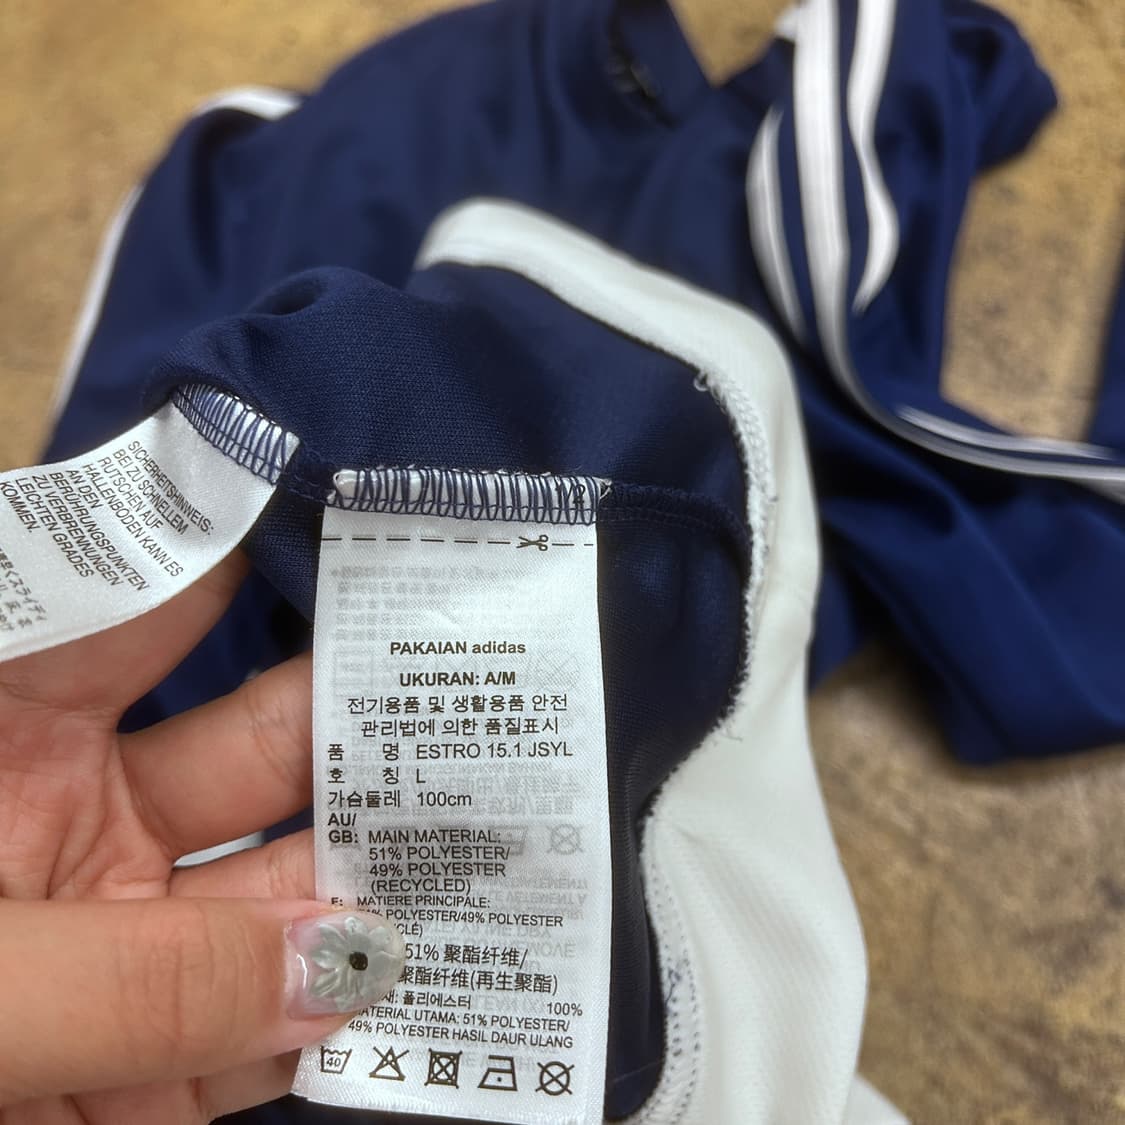 SICHERHEITSHINWEIS:
BEI ZU SCHNELLEM
RUTSCHEN AUF
HALLENBODEN KANN ES
AN DEN
BERÜHRUNGSPUNKTEN
ZU VERBRENNUNGEN
LEICHTEN GRADES
KOMMEN.
PAKAIAN adidas
UKURAN: A/M
전기용품 및 생활용품 안전
관리법에 의한 품질표시
품 명 ESTRO 15.1 JSYL
호 칭 L
가슴둘레 100cm
AU/
GB: MAIN MATERIAL:
51% POLYESTER/
49% POLYESTER
(RECYCLED)
F: MATIERE PRINCIPALE:
POLYESTER/49% POLYESTER
51% 聚酯纤维/
聚酯纤维(再生聚酯)
폴리에스터 100%
UTAMA: 51% POLYESTER/
49% POLYESTER HASIL DAUR ULANG
40